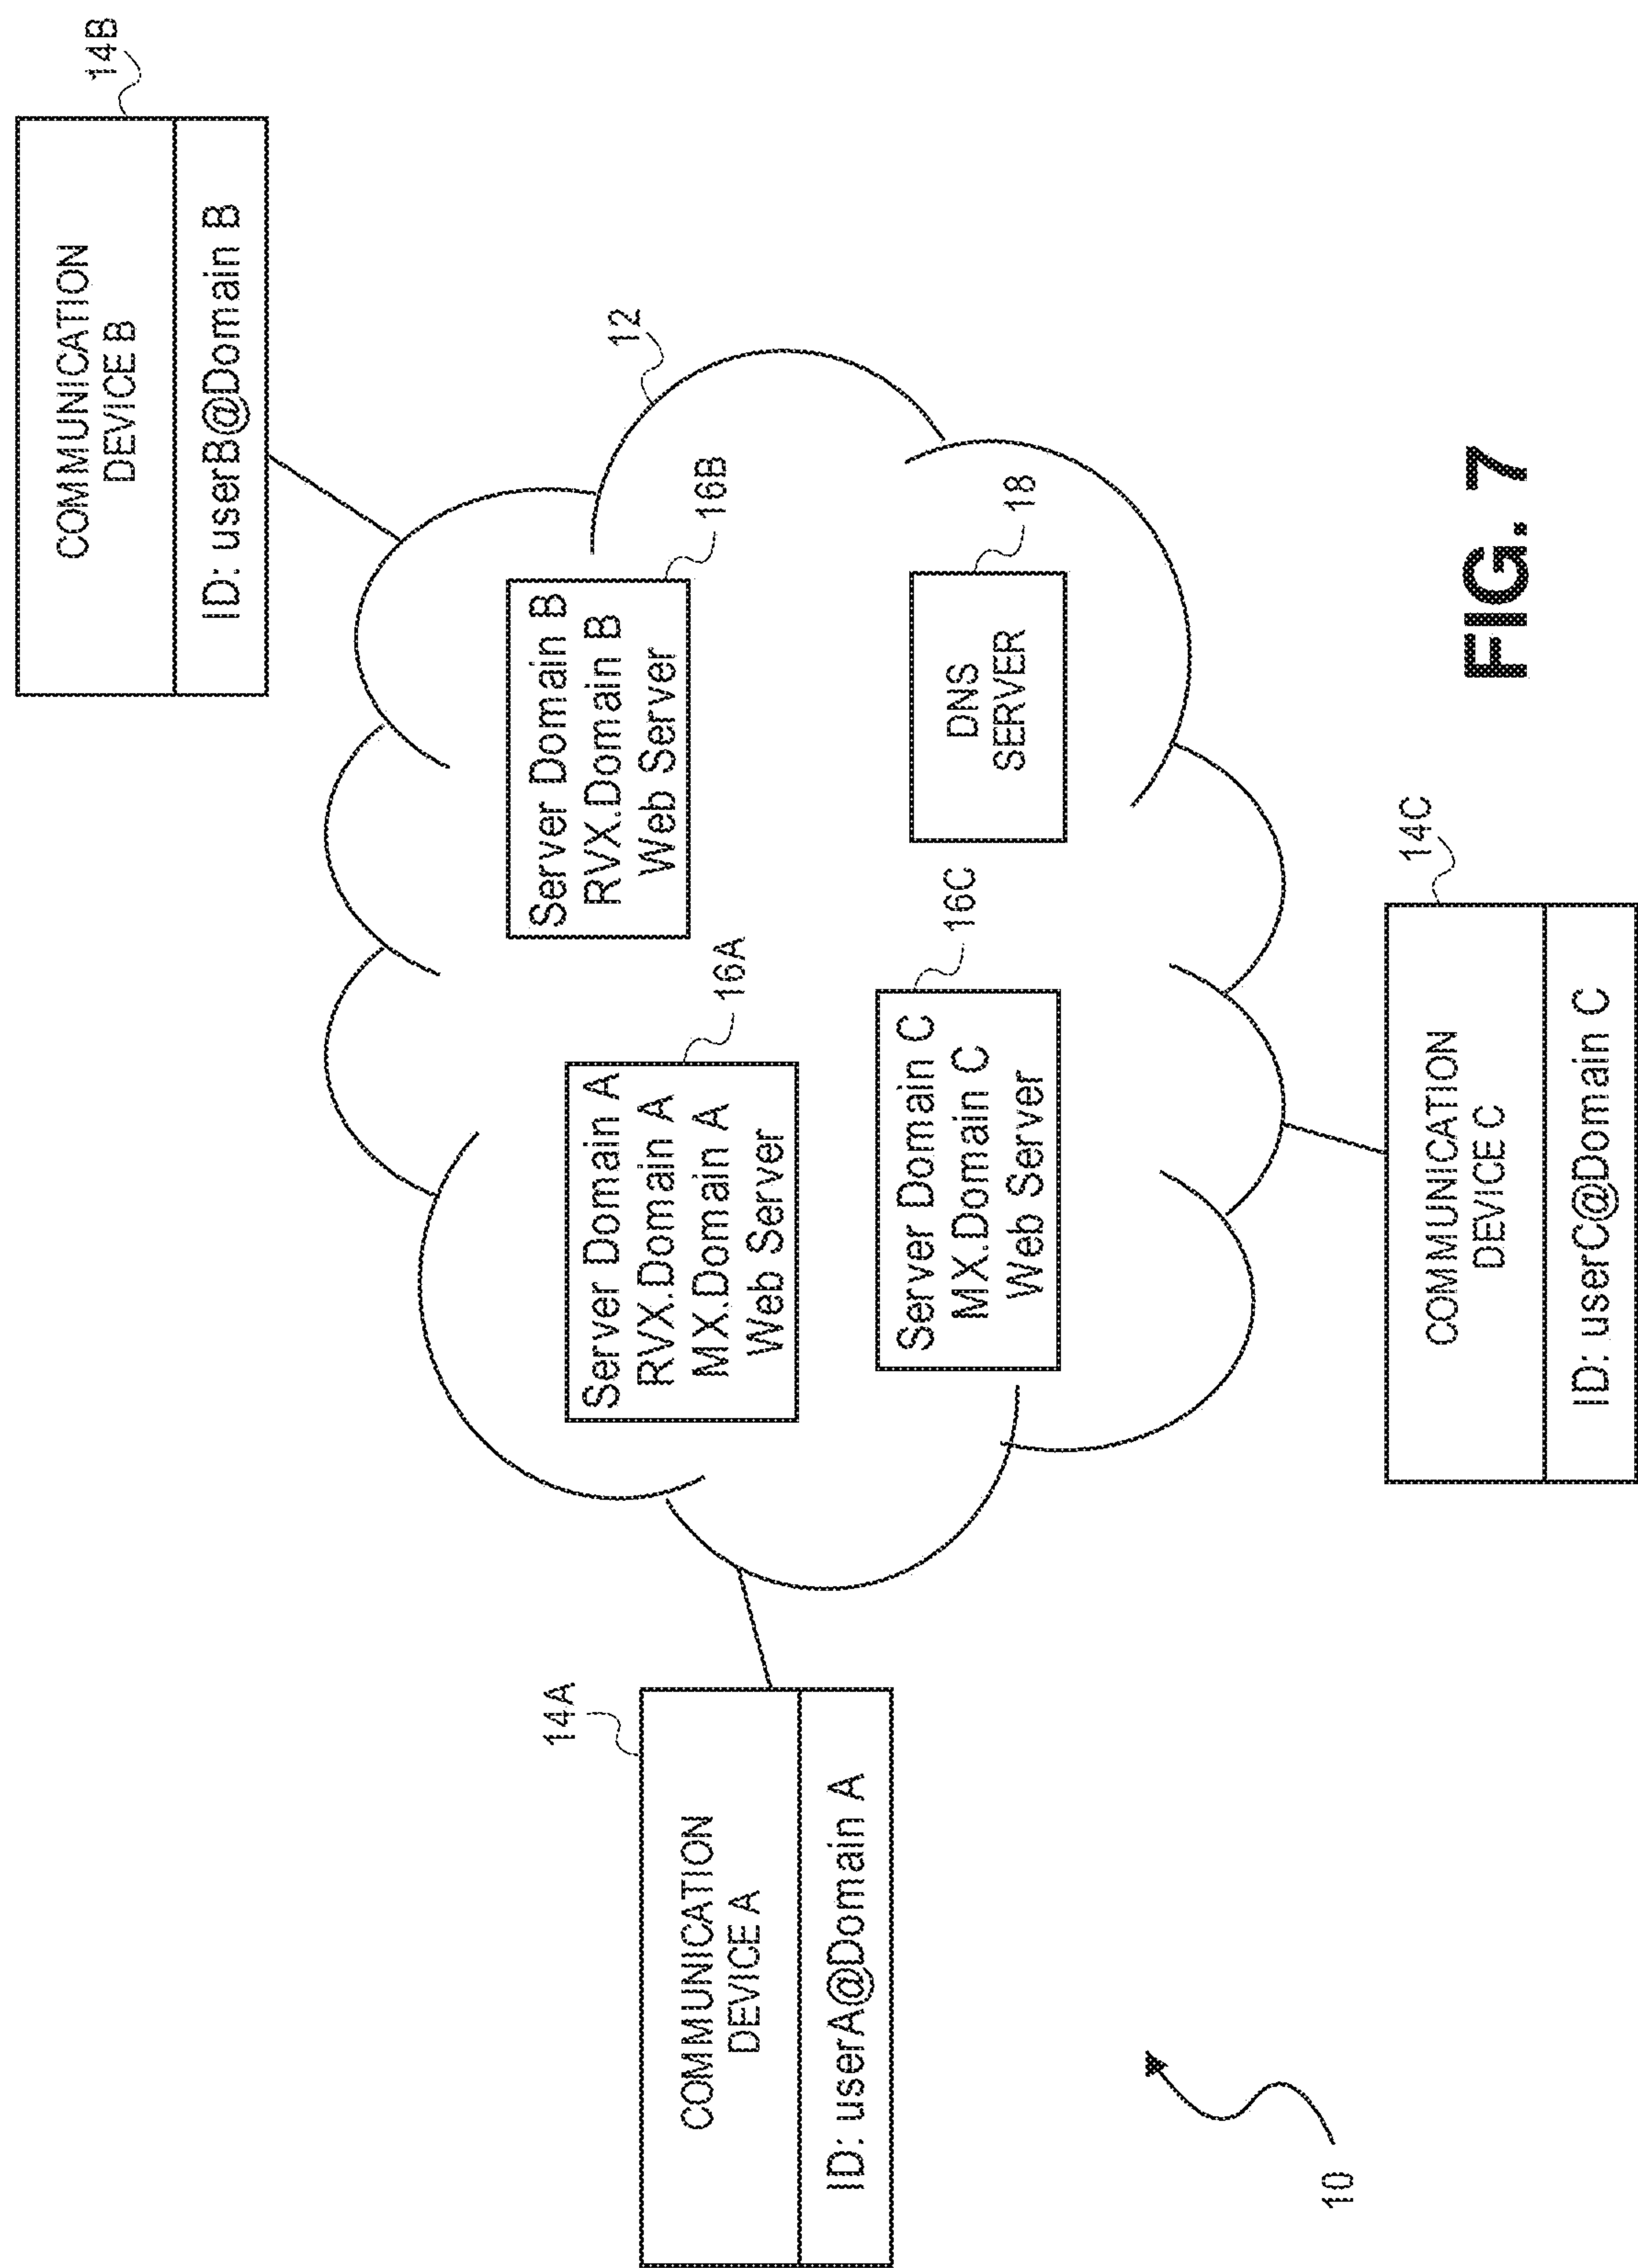 COMMUNICATION
DEVICE B
ID: userB@Domain B
14B
12
Server Domain B
RVX.Domain B
Web Server
16B
Server Domain A
RVX.Domain A
MX.Domain A
Web Server
16A
14A
COMMUNICATION
DEVICE A
ID: userA@Domain A
Server Domain C
MX.Domain C
Web Server
16C
DNS
SERVER
18
COMMUNICATION
DEVICE C
ID: userC@Domain C
14C
10
FIG. 7